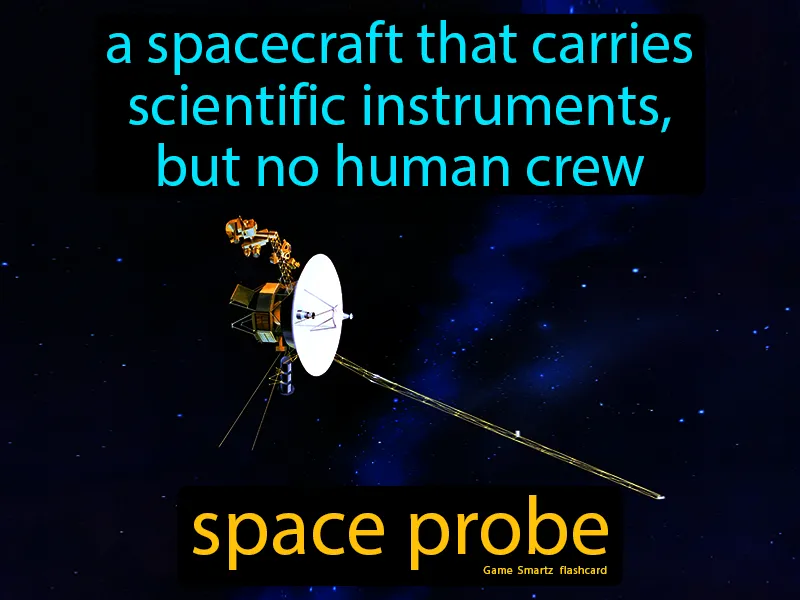 a spacecraft that carries
scientific instruments,
but no human crew
space probe
Game Smartz flashcard